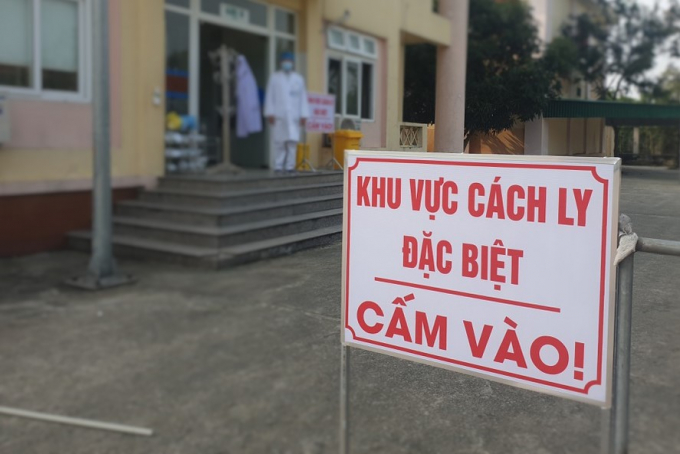 KHU VỰC CÁCH LY
ĐẶC BIỆT
CẤM VÀO!